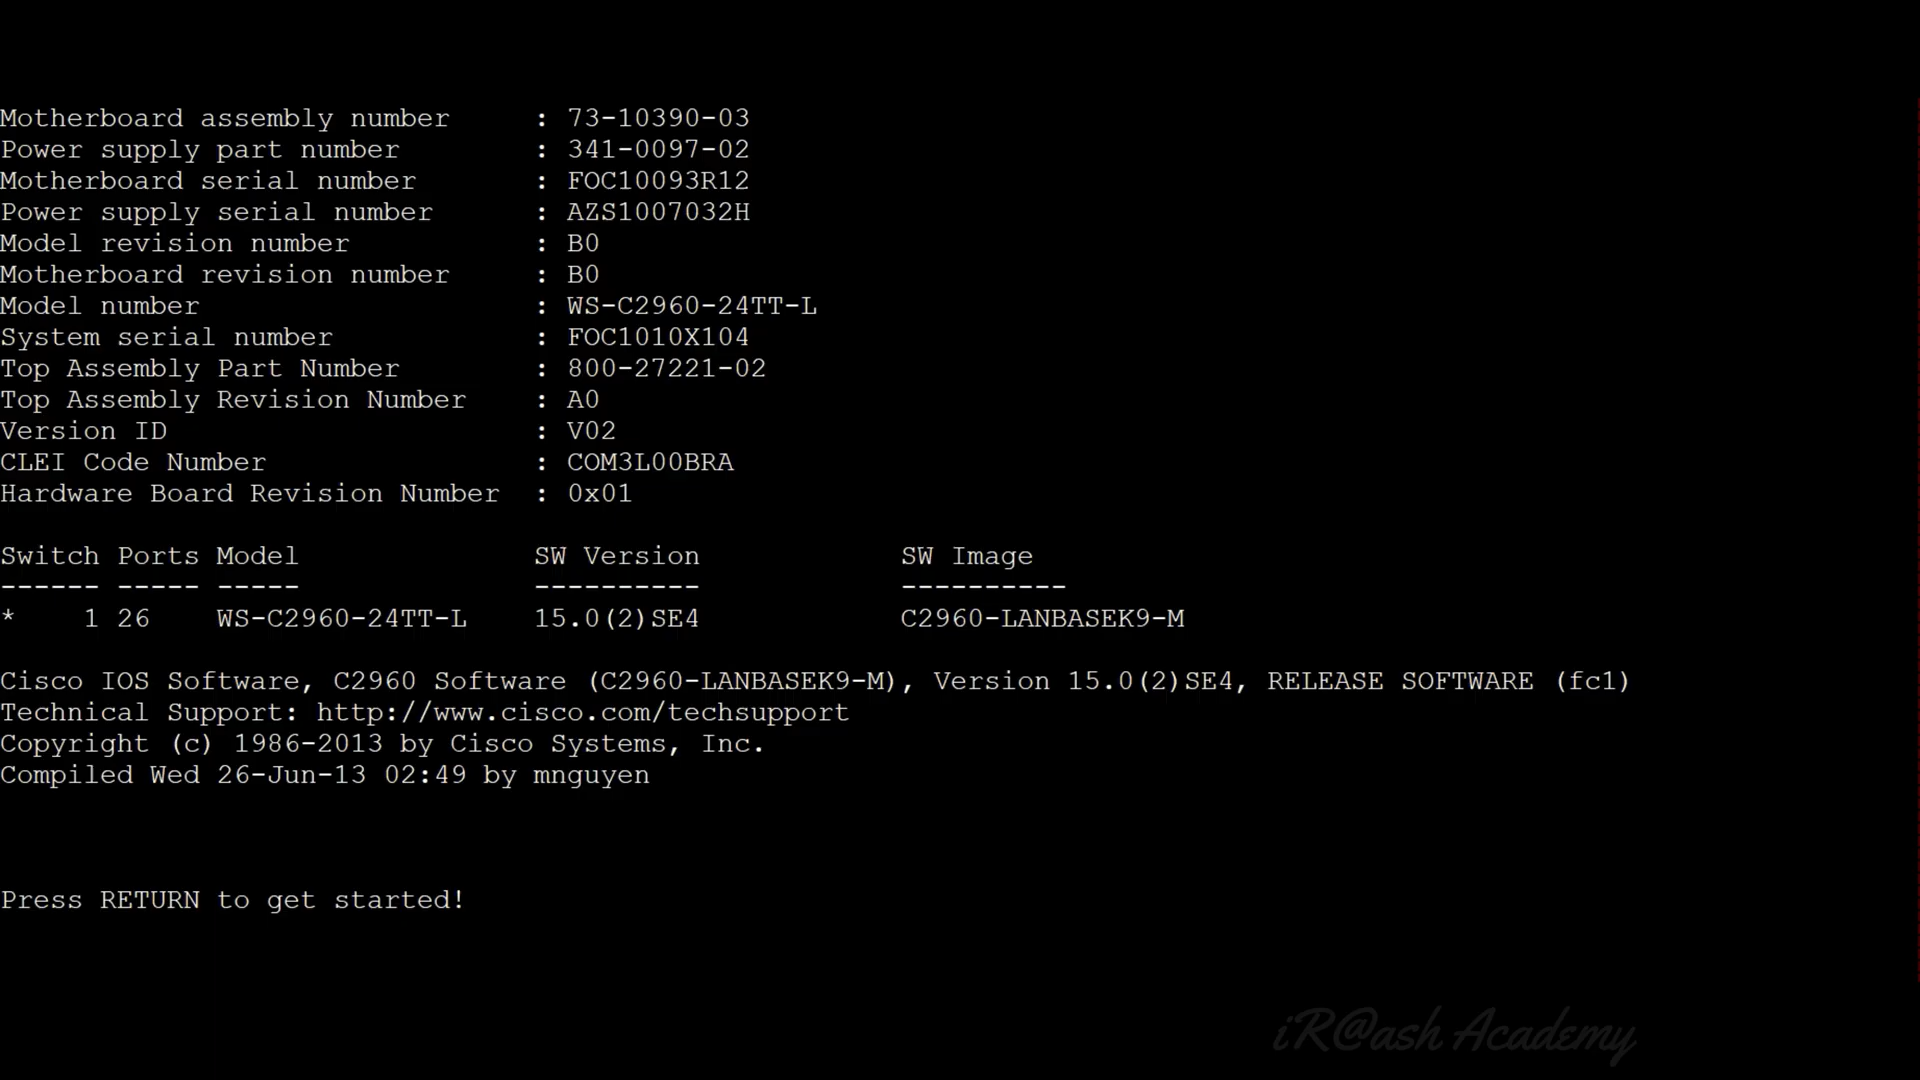 Motherboard assembly number     : 73-10390-03
Power supply part number        : 341-0097-02
Motherboard serial number       : FOC10093R12
Power supply serial number      : AZS1007032H
Model revision number           : B0
Motherboard revision number     : B0
Model number                    : WS-C2960-24TT-L
System serial number            : FOC1010X104
Top Assembly Part Number        : 800-27221-02
Top Assembly Revision Number    : A0
Version ID                      : V02
CLEI Code Number                : COM3L00BRA
Hardware Board Revision Number  : 0x01
Switch Ports Model              SW Version            SW Image
------ ----- -----              ----------            ----------
*    1 26    WS-C2960-24TT-L    15.0(2)SE4            C2960-LANBASEK9-M
Cisco IOS Software, C2960 Software (C2960-LANBASEK9-M), Version 15.0(2)SE4, RELEASE SOFTWARE (fc1)
Technical Support: http://www.cisco.com/techsupport
Copyright (c) 1986-2013 by Cisco Systems, Inc.
Compiled Wed 26-Jun-13 02:49 by mnguyen
Press RETURN to get started!
iR@ash Academy